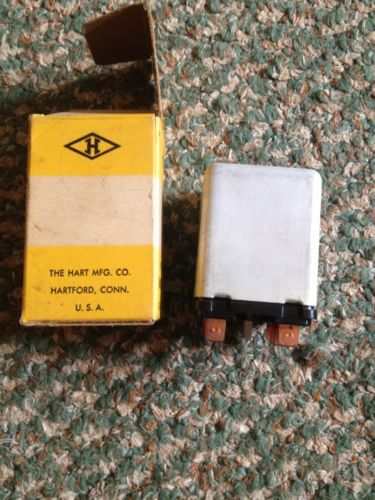 H
THE HART MFG. CO.
HARTFORD, CONN.
U. S. A.